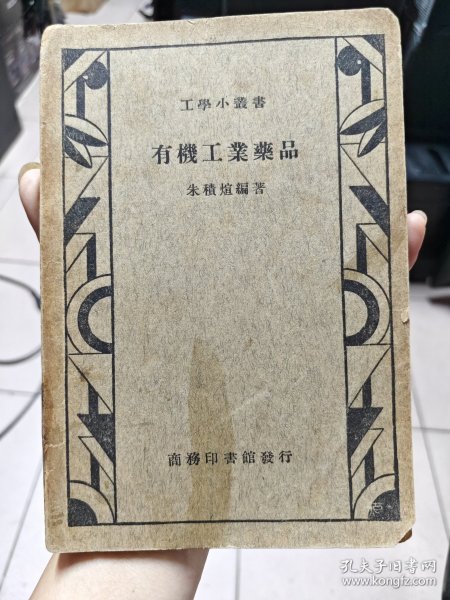 工學小叢書
有機工業藥品
朱積煊編著
商務印書館發行
孔夫子旧书网
www.kongfz.com